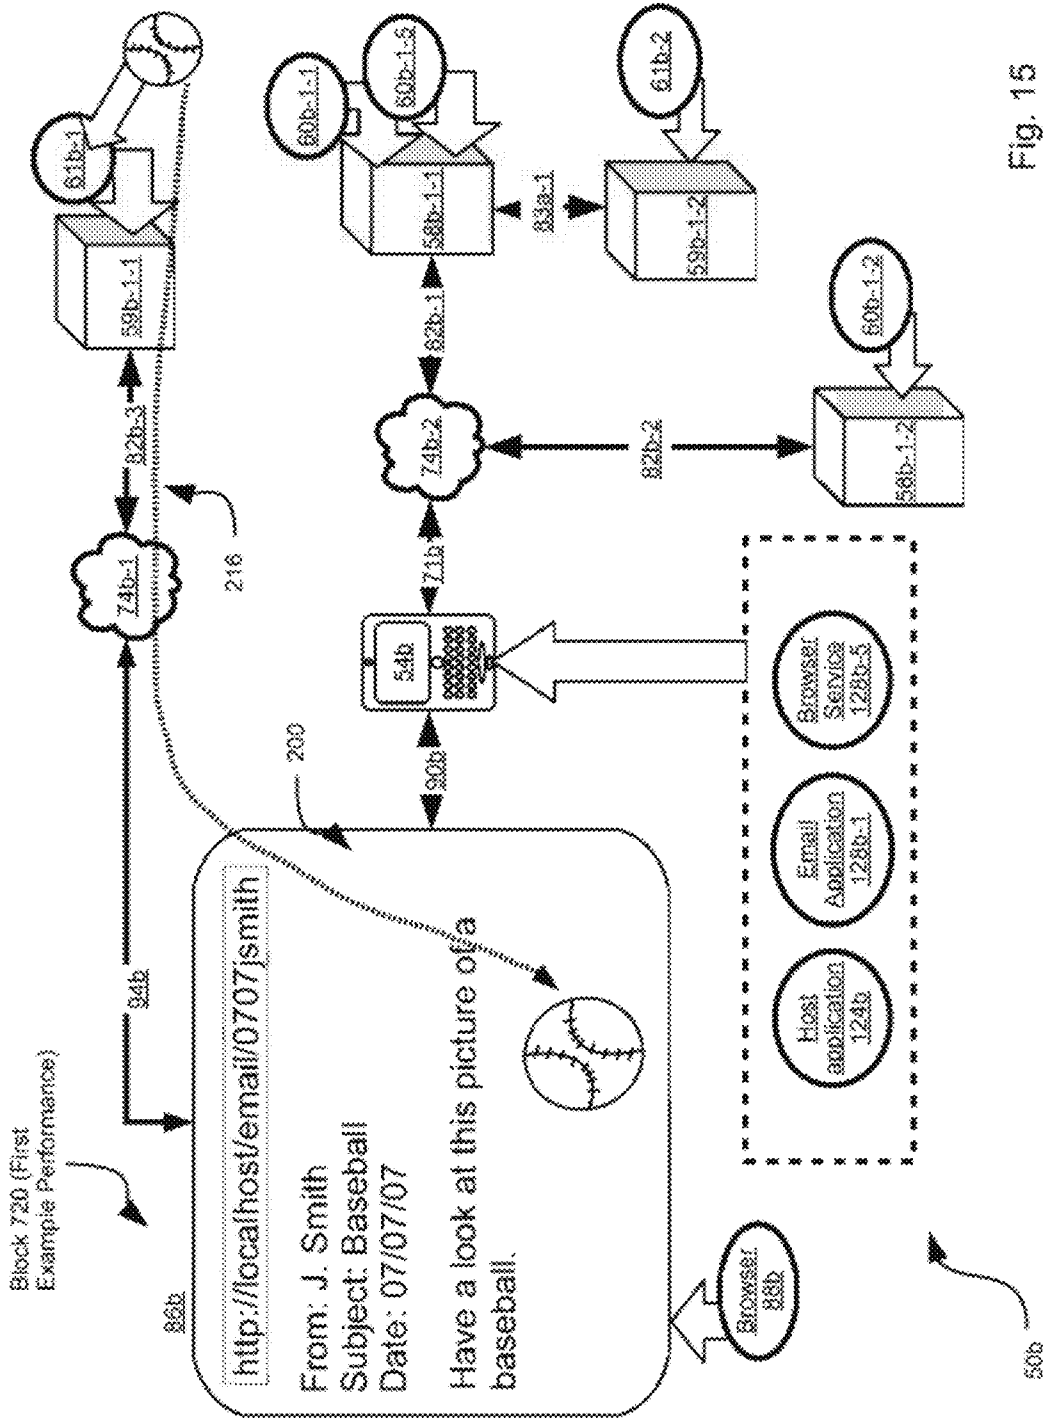 Block 720 (First
Example Performance)
86b
94b
http://localhost/email/0707jsmith
From: J. Smith
Subject: Baseball
Date: 07/07/07
Have a look at this picture of a
baseball.
200
Browser
88b
90b
54b
71b
74b-1
216
82b-3
59b-1-1
61b-1
74b-2
82b-1
58b-1-1
60b-1-1
60b-1-5
83a-1
59b-1-2
61b-2
82b-2
58b-1-2
60b-1-2
Host
application
124b
Email
Application
128b-1
Browser
Service
128b-5
50b
Fig. 15